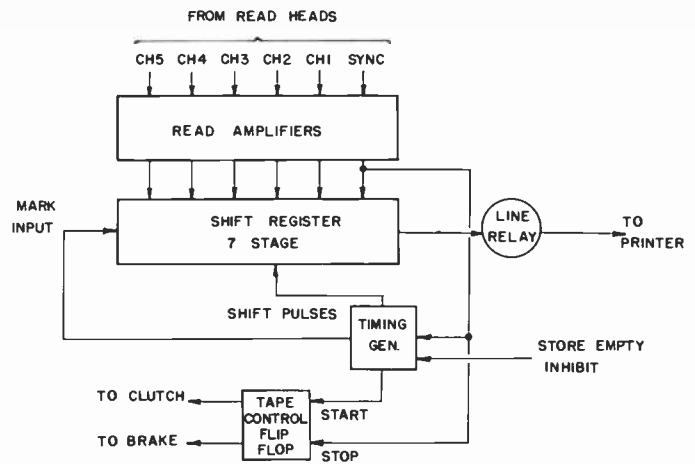 FROM READ HEADS
CH5 CH4 CH3 CH2 CH1 SYNC
READ AMPLIFIERS
MARK
INPUT
SHIFT REGISTER
7 STAGE
LINE
RELAY
TO
PRINTER
SHIFT PULSES
TIMING
GEN.
STORE EMPTY
INHIBIT
TO CLUTCH
TO BRAKE
TAPE
CONTROL
FLIP
FLOP
START
STOP